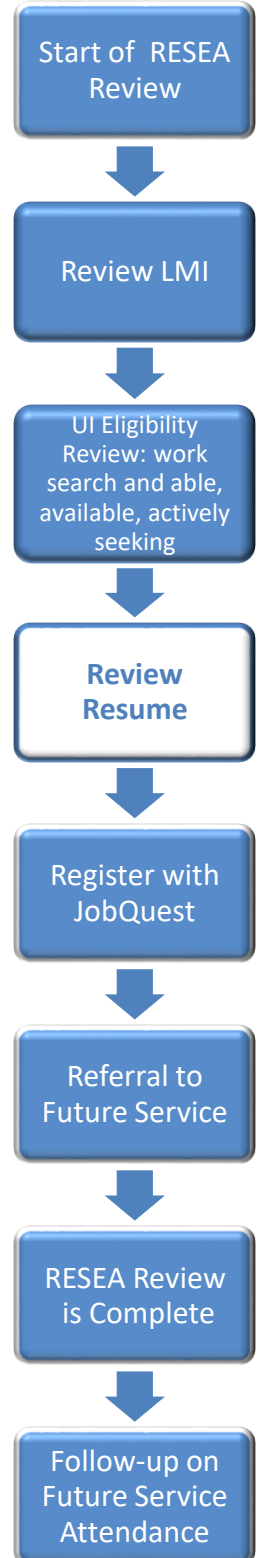 Start of RESEA
Review
Review LMI
UI Eligibility
Review: work
search and able,
available, actively
seeking
Review
Resume
Register with
JobQuest
Referral to
Future Service
RESEA Review
is Complete
Follow-up on
Future Service
Attendance